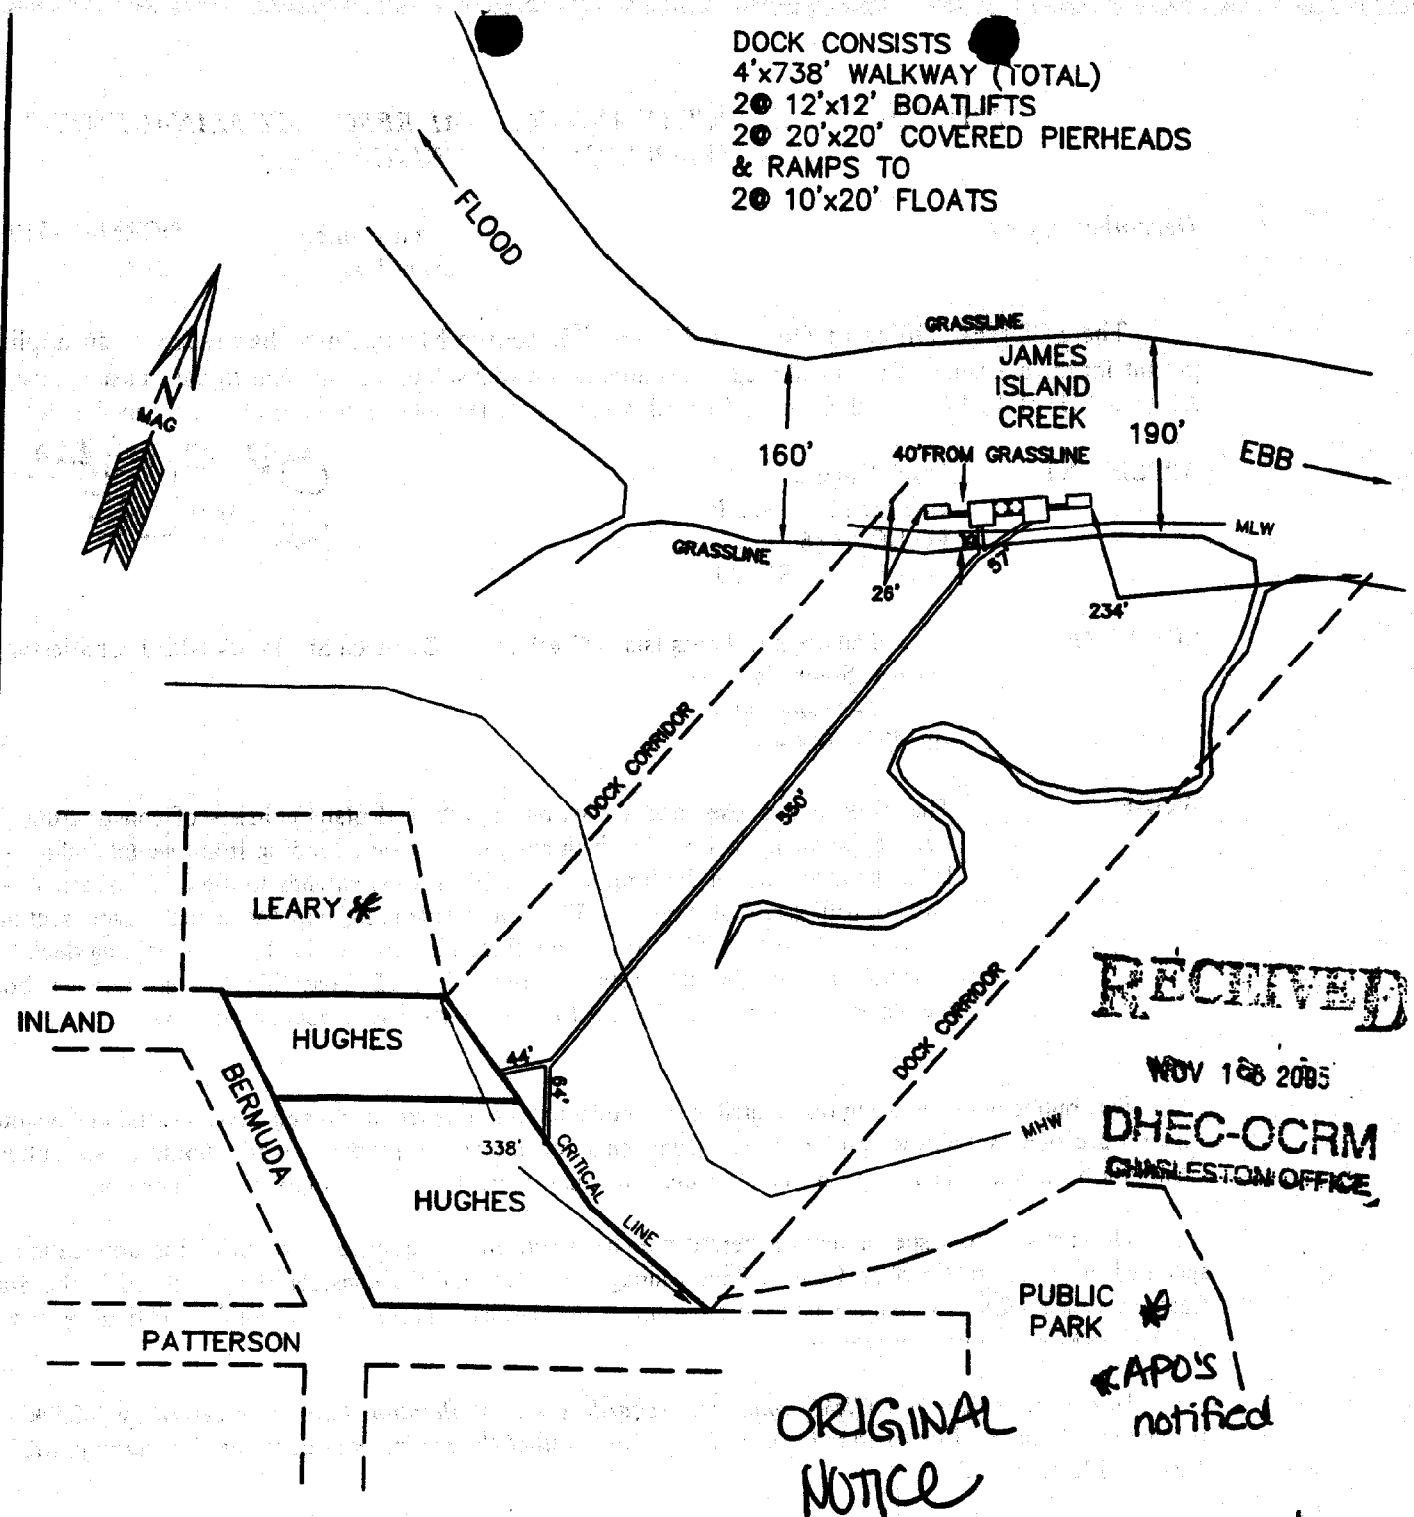 DOCK CONSISTS
4'x738' WALKWAY (TOTAL)
2@ 12'x12' BOATLIFTS
2@ 20'x20' COVERED PIERHEADS
& RAMPS TO
2@ 10'x20' FLOATS
FLOOD
N
MAG
GRASSLINE
JAMES
ISLAND
CREEK
160'
190'
EBB
40'FROM GRASSLINE
MLW
GRASSLINE
57'
26'
234'
DOCK CORRIDOR
550'
LEARY
INLAND
HUGHES
BERMUDA
44'
64'
338'
CRITICAL
LINE
HUGHES
DOCK CORRIDOR
MHW
RECEIVED
NOV 2005
DHEC-OCRM
CHARLESTON OFFICE
PATTERSON
PUBLIC
PARK
APO'S
notified
ORIGINAL
NOTICE